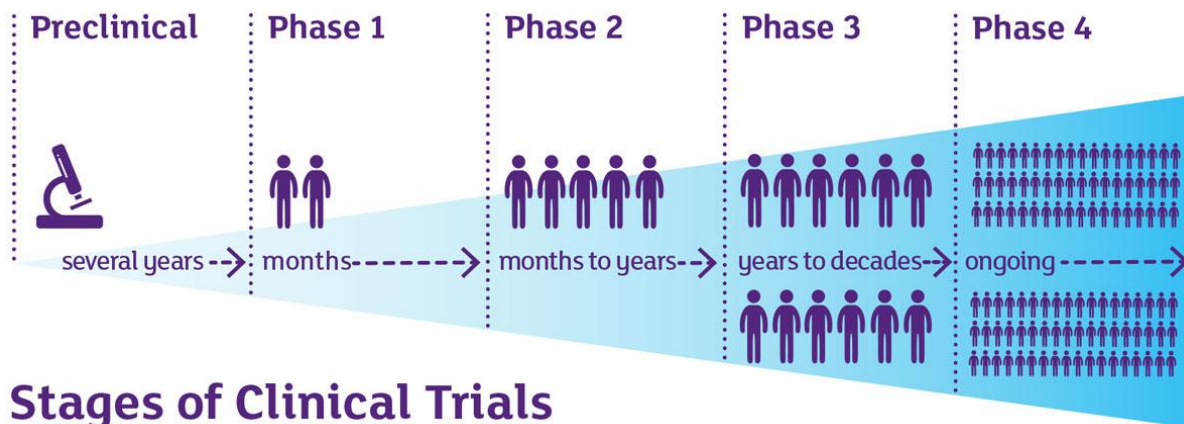 Preclinical
Phase 1
Phase 2
Phase 3
Phase 4
several years
months
months to years
years to decades
ongoing
Stages of Clinical Trials